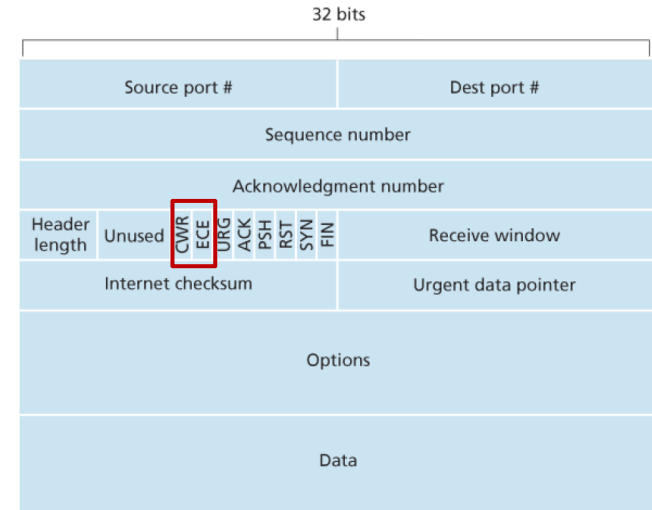 32 bits
Source port # Dest port #
Sequence number
Acknowledgment number
Header length Unused CWR ECE URG ACK PSH RST SYN FIN Receive window
Internet checksum Urgent data pointer
Options
Data